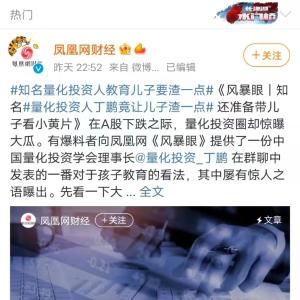 热门
凤凰网财经
昨天 22:52 来自 微博...
已编辑
+关注
#知名量化投资人教育儿子要渣一点#《风暴眼｜知
名#量化投资人丁鹏竟让儿子渣一点# 还准备带儿
子看小黄片》 在A股下跌之际，量化投资圈却惊曝
大瓜。有爆料者向凤凰网《风暴眼》提供了一份中
国量化投资学会理事长@量化投资_丁鹏 在群聊中
发表的一番对于孩子教育的看法，其中屡有惊人之
语曝出。先看一下大 ... 全文
凤凰网财经
+关注
文章